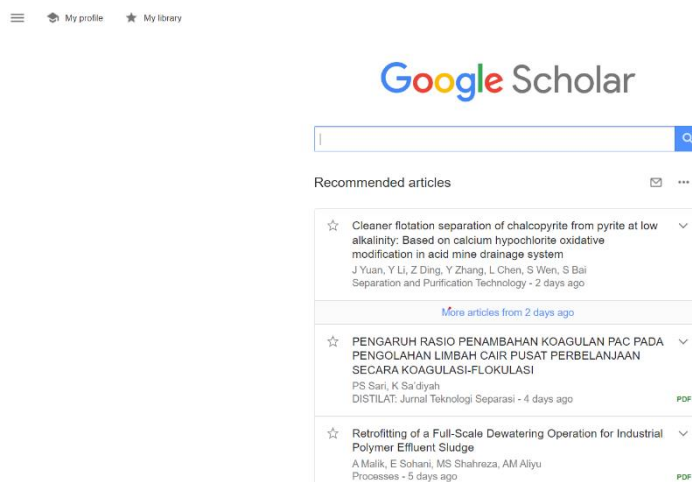 My profile
My library
Google Scholar
Recommended articles
Cleaner flotation separation of chalcopyrite from pyrite at low
alkalinity: Based on calcium hypochlorite oxidative
modification in acid mine drainage system
J Yuan, Y Li, Z Ding, Y Zhang, L Chen, S Wen, S Bai
Separation and Purification Technology - 2 days ago
More articles from 2 days ago
PENGARUH RASIO PENAMBAHAN KOAGULAN PAC PADA
PENGOLAHAN LIMBAH CAIR PUSAT PERBELANJAAN
SECARA KOAGULASI-FLOKULASI
PS Sari, K Sa'diyah
DISTILAT: Jurnal Teknologi Separasi - 4 days ago
PDF
Retrofitting of a Full-Scale Dewatering Operation for Industrial
Polymer Effluent Sludge
A Malik, E Sohani, MS Shahreza, AM Aliyu
Processes - 5 days ago
PDF